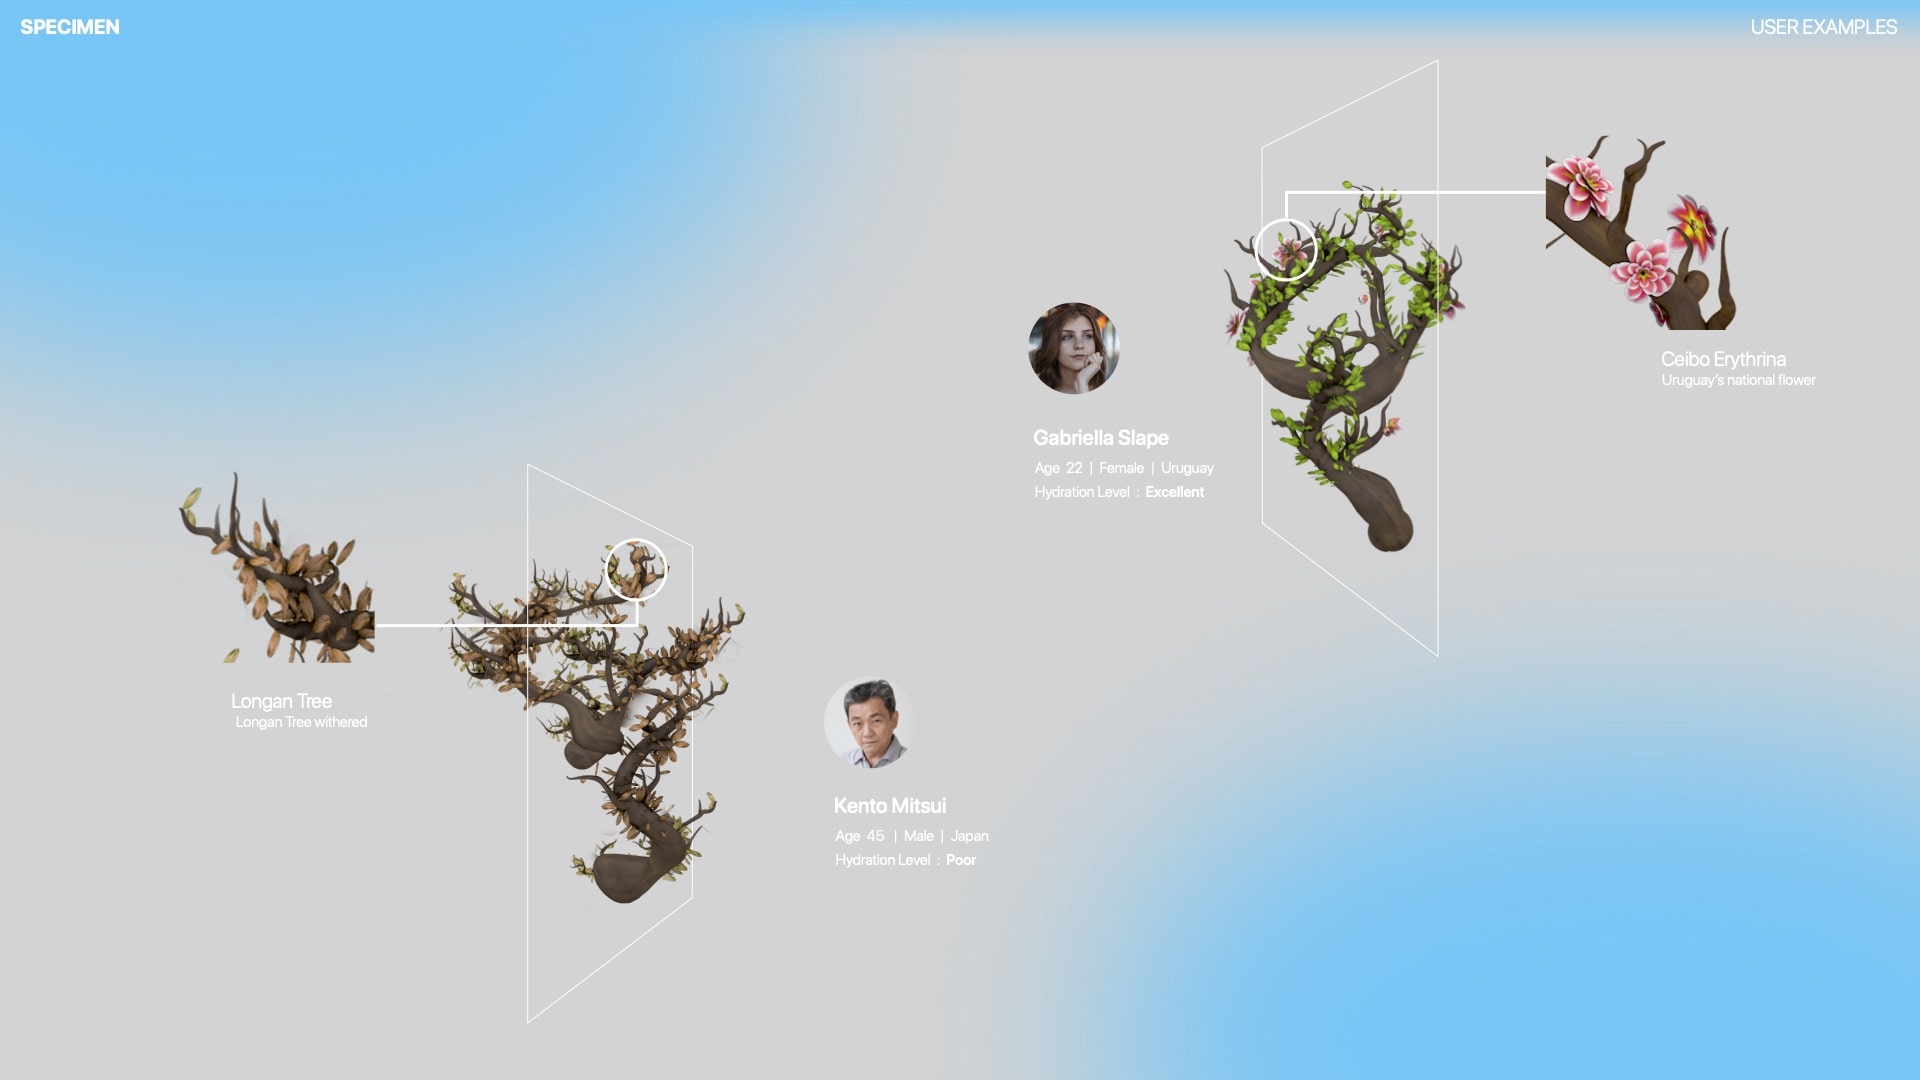 SPECIMEN
USER EXAMPLES
Ceibo Erythrina
Uruguay's national flower
Gabriella Slape
Age 22 | Female | Uruguay
Hydration Level : Excellent
Longan Tree
Longan Tree withered
Kento Mitsui
Age 45 | Male | Japan
Hydration Level : Poor